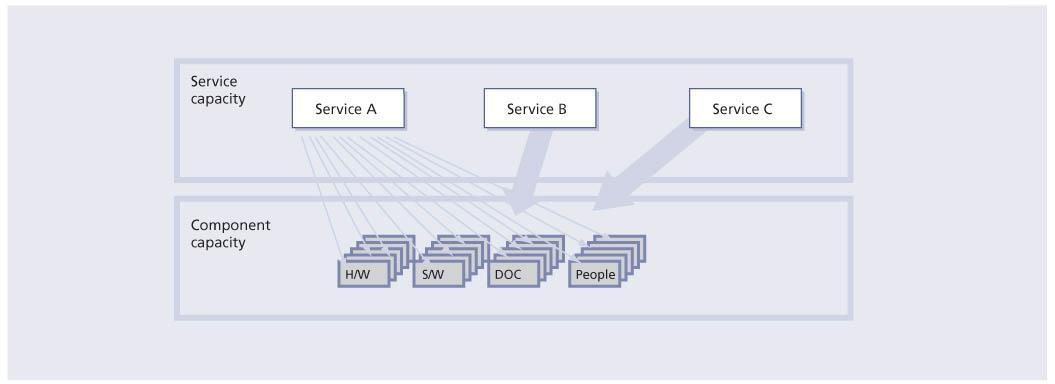 Service
capacity
Service A
Service B
Service C
Component
capacity
H/W
S/W
DOC
People